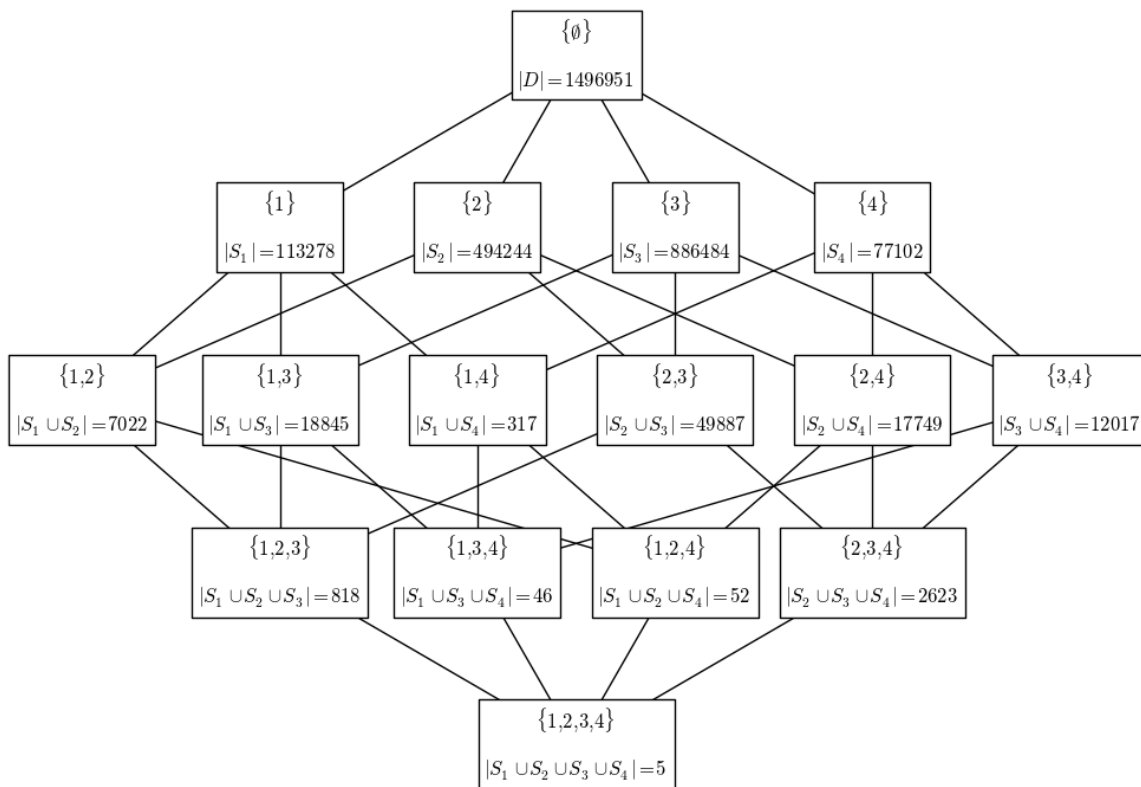 {∅}
|D|=1496951
{1}
{2}
{3}
{4}
|S₁|=113278
|S₂|=494244
|S₃|=886484
|S₄|=77102
{1,2}
{1,3}
{1,4}
{2,3}
{2,4}
{3,4}
|S₁ ∪S₂|=7022
|S₁ ∪S₃|=18845
|S₁ ∪S₄|=317
|S₂ ∪S₃|=49887
|S₂ ∪S₄|=17749
|S₃ ∪S₄|=12017
{1,2,3}
{1,3,4}
{1,2,4}
{2,3,4}
|S₁ ∪S₂ ∪S₃|=818
|S₁ ∪S₃ ∪S₄|=46
|S₁ ∪S₂ ∪S₄|=52
|S₂ ∪S₃ ∪S₄|=2623
{1,2,3,4}
|S₁ ∪S₂ ∪S₃ ∪S₄|=5